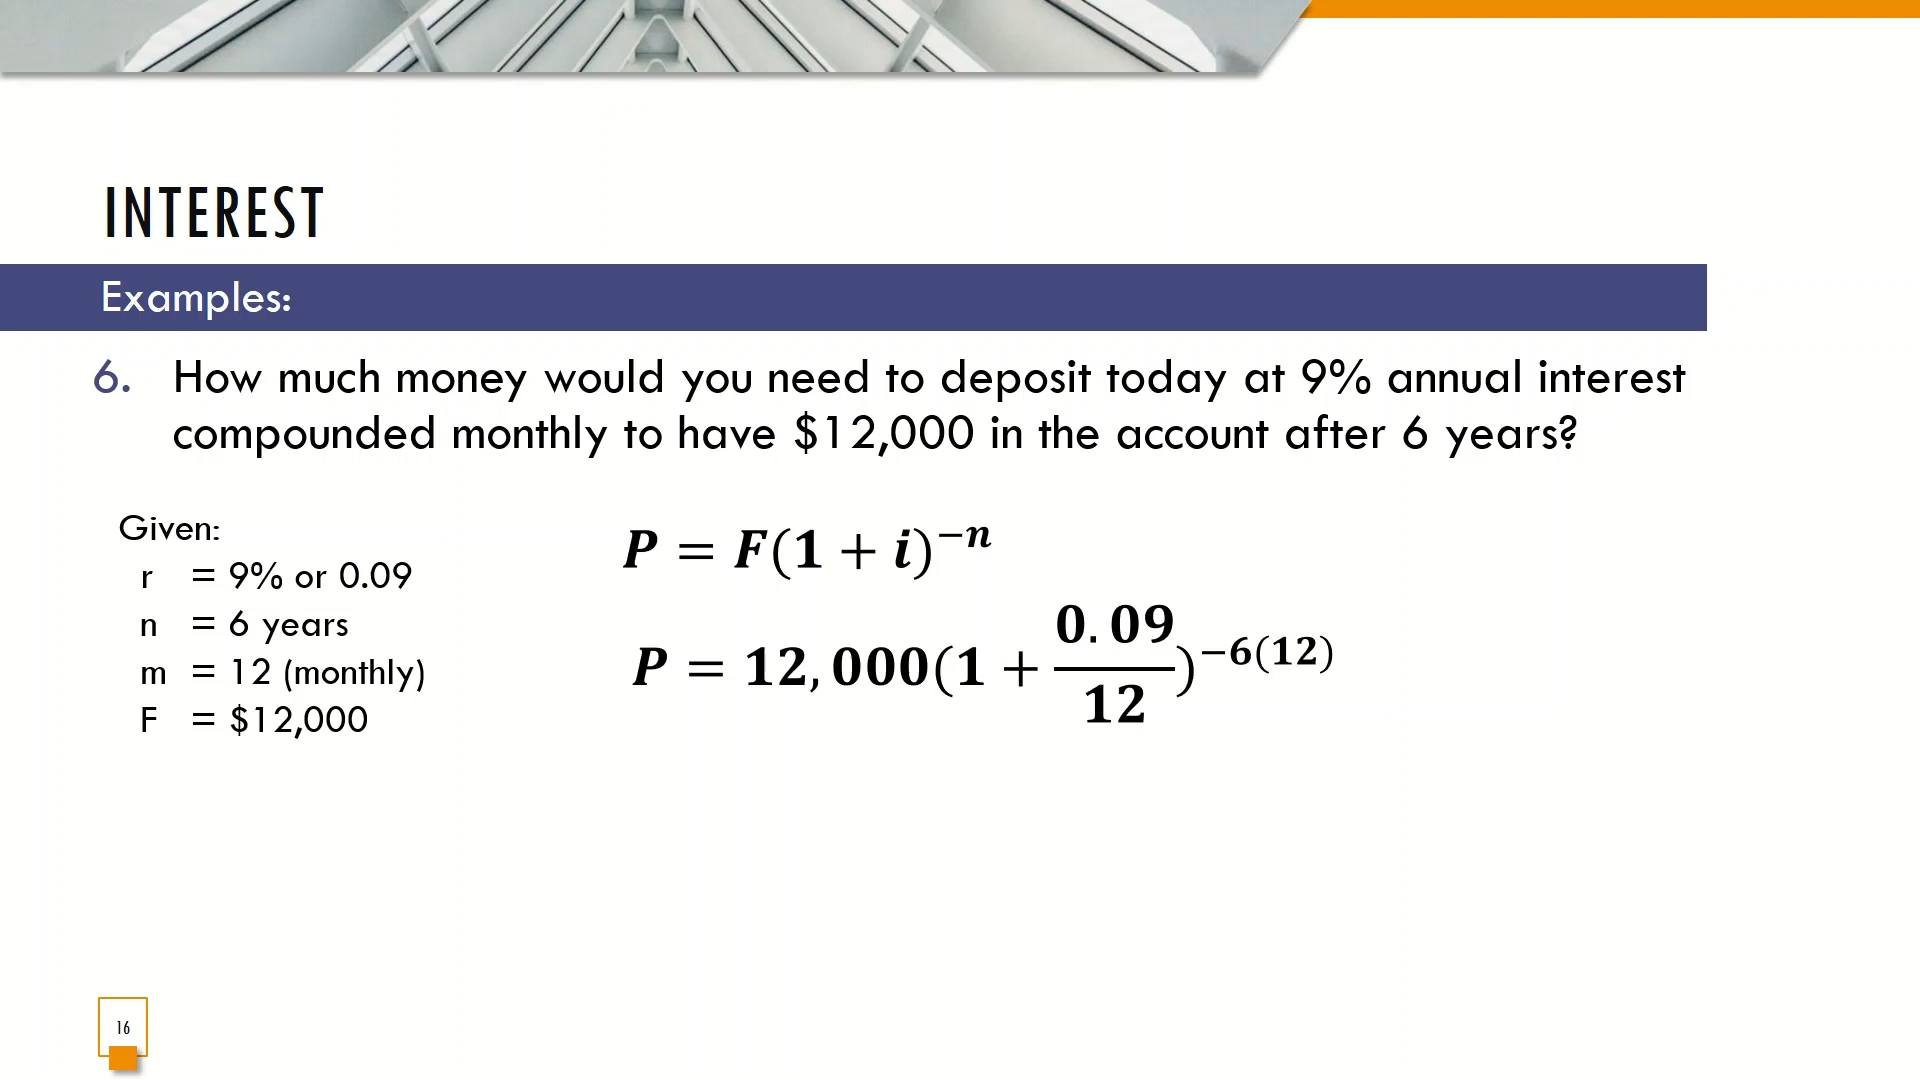 INTEREST
Examples:
6. How much money would you need to deposit today at 9% annual interest
compounded monthly to have $12,000 in the account after 6 years?
Given:
r = 9% or 0.09
n = 6 years
m = 12 (monthly)
F = $12,000
P = F(1 + i)^{-n}
P = 12,000(1 + \frac{0.09}{12})^{-6(12)}
16